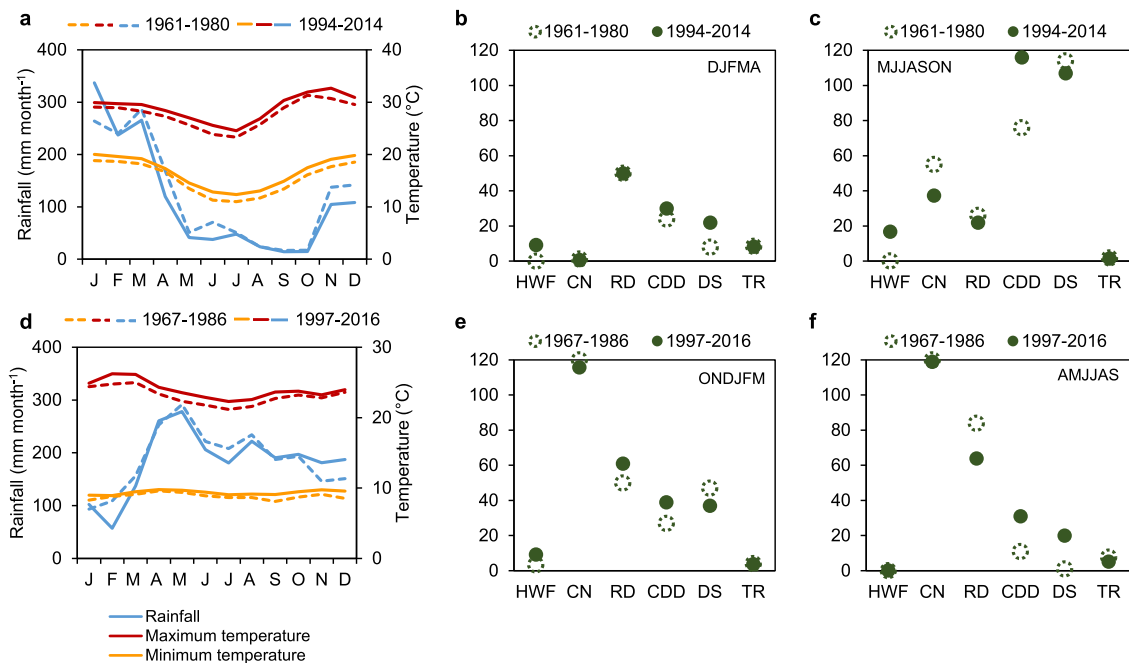 a 1961-1980 1994-2014
400 40
300 30
200 20
100 10
0 0
Rainfall (mm month⁻¹)
Temperature (°C)
J F M A M J J A S O N D
b 1961-1980 1994-2014
DJFMA
120
100
80
60
40
20
0
HWF CN RD CDD DS TR
c 1961-1980 1994-2014
MJJASON
120
100
80
60
40
20
0
HWF CN RD CDD DS TR
d 1967-1986 1997-2016
400 30
300
20
200
10
100
0 0
Rainfall (mm month⁻¹)
Temperature (°C)
J F M A M J J A S O N D
Rainfall
Maximum temperature
Minimum temperature
e 1967-1986 1997-2016
ONDJFM
120
100
80
60
40
20
0
HWF CN RD CDD DS TR
f 1967-1986 1997-2016
AMJJAS
120
100
80
60
40
20
0
HWF CN RD CDD DS TR